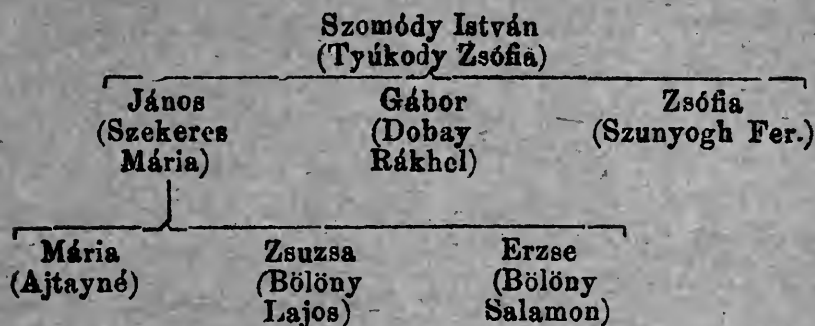 Szomódy István
(Tyúkody Zsófia)
János Gábor Zsófia
(Szekeres (Dobay (Szunyogh Fer.)
Mária) Rákhel)
Mária Zsuzsa Erzse
(Ajtayné) (Bölöny (Bölöny
Lajos) Salamon)